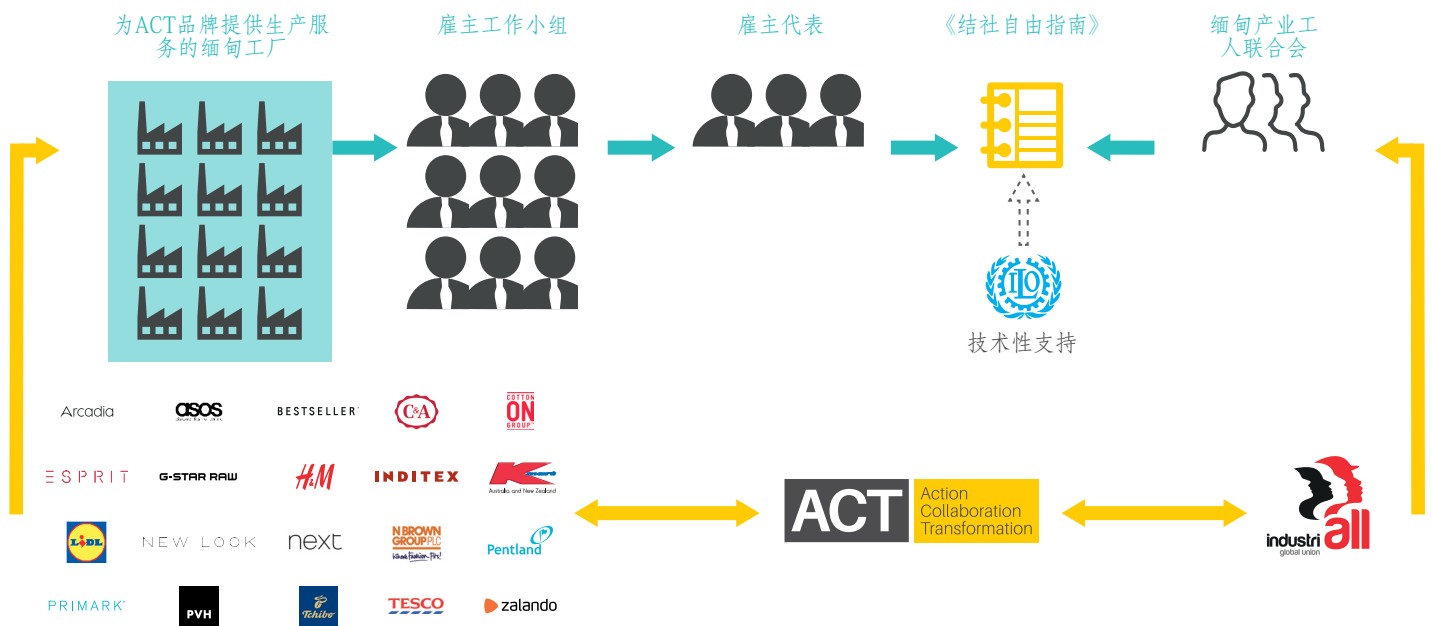 为ACT品牌提供生产服
务的缅甸工厂
雇主工作小组
雇主代表
《结社自由指南》
缅甸产业工
人联合会
ILO
技术性支持
Arcadia
asos
BESTSELLER
C&A
COTTON
ON
GROUP
ESPRIT
G-STAR RAW
H&M
INDITEX
Kmart
Australia and New Zealand
ACT
Action
Collaboration
Transformation
industri
all
global union
LIDL
NEW LOOK
next
N BROWN
GROUP PLC
Pentland
PRIMARK
PVH
Tchibo
TESCO
zalando